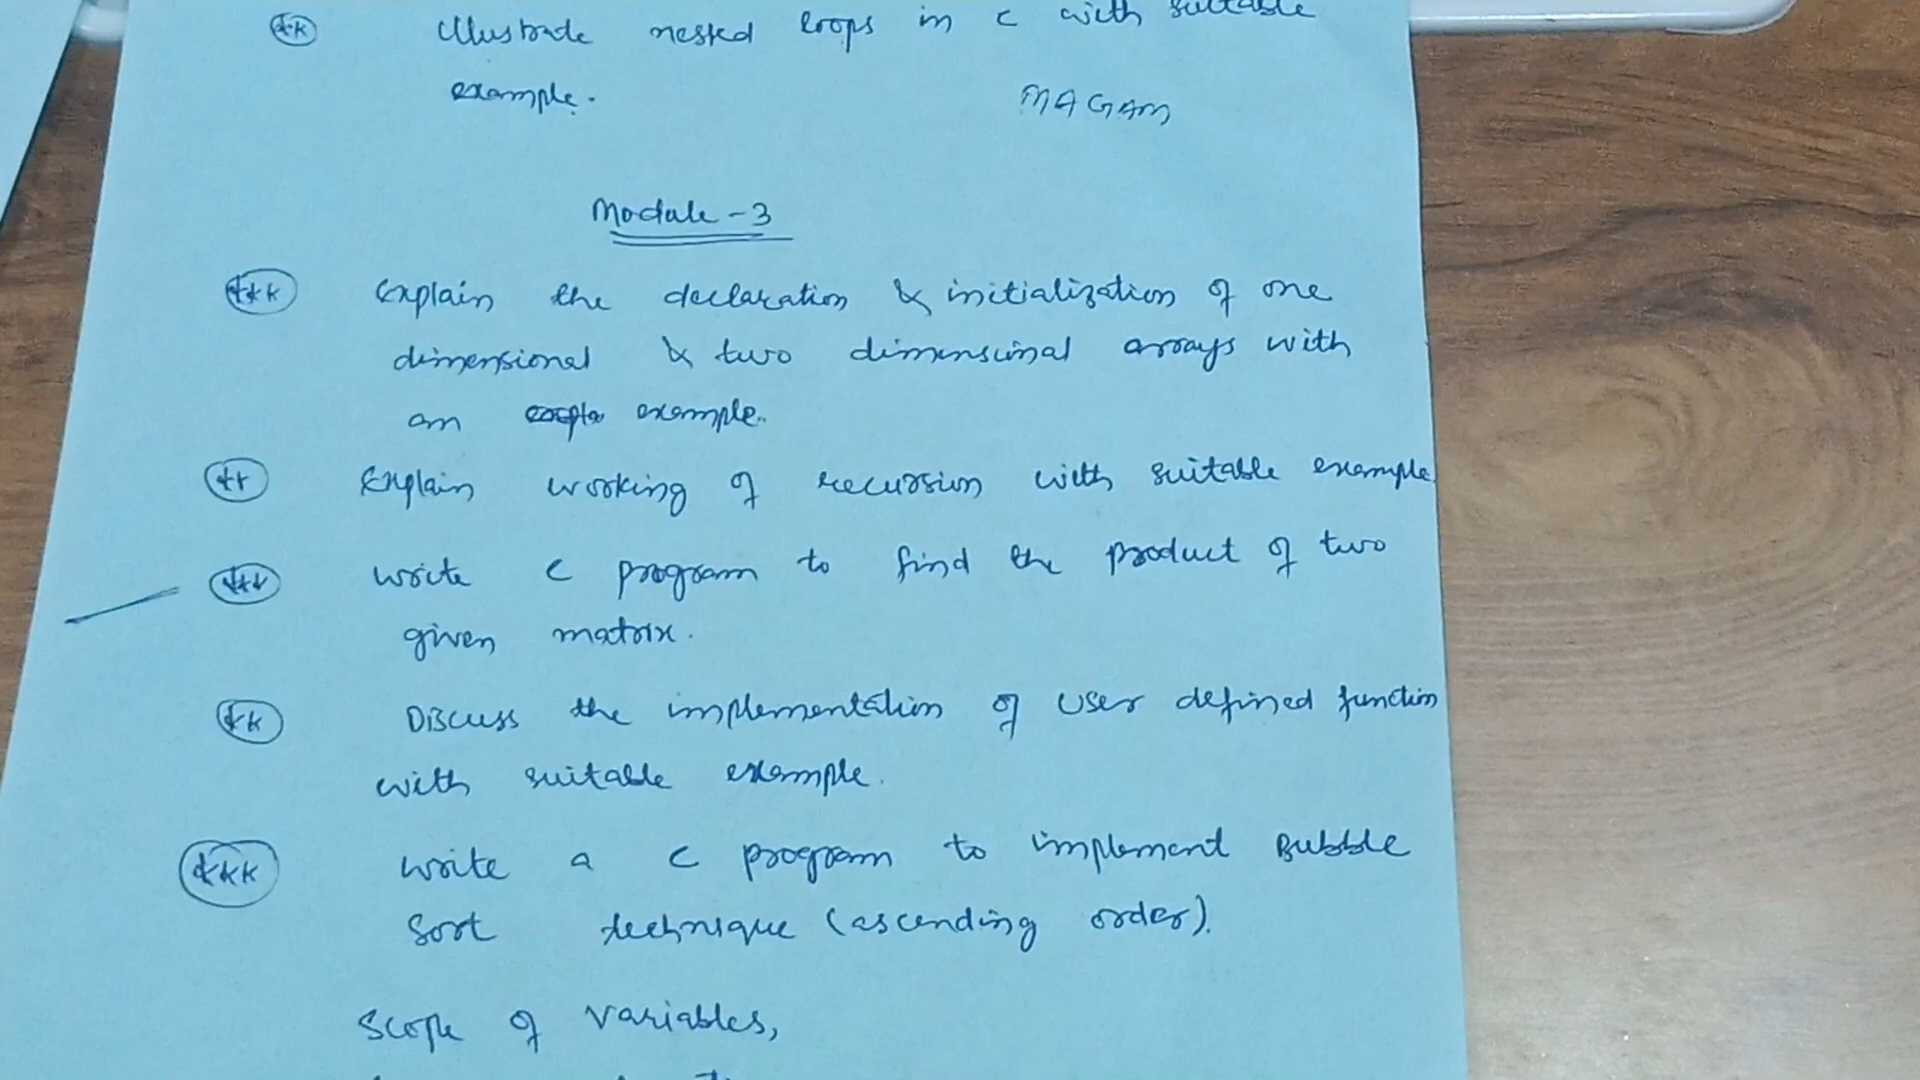 ** Illustrate nested loops in c with suitable
example.
MAGAM
Module - 3
*** Explain the declaration & initialization of one
dimensional & two dimensional arrays with
an example.
** Explain working of recursion with suitable example.
*** write c program to find the product of two
given matrix.
** Discuss the implementation of user defined function
with suitable example.
*** write a c program to implement Bubble
Sort technique (ascending order).
Scope of variables,